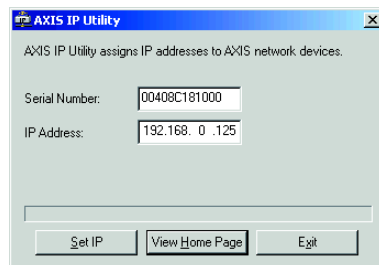 AXIS IP Utility
AXIS IP Utility assigns IP addresses to AXIS network devices.
Serial Number: 00408C181000
IP Address: 192.168. 0 .125
Set IP View Home Page Exit